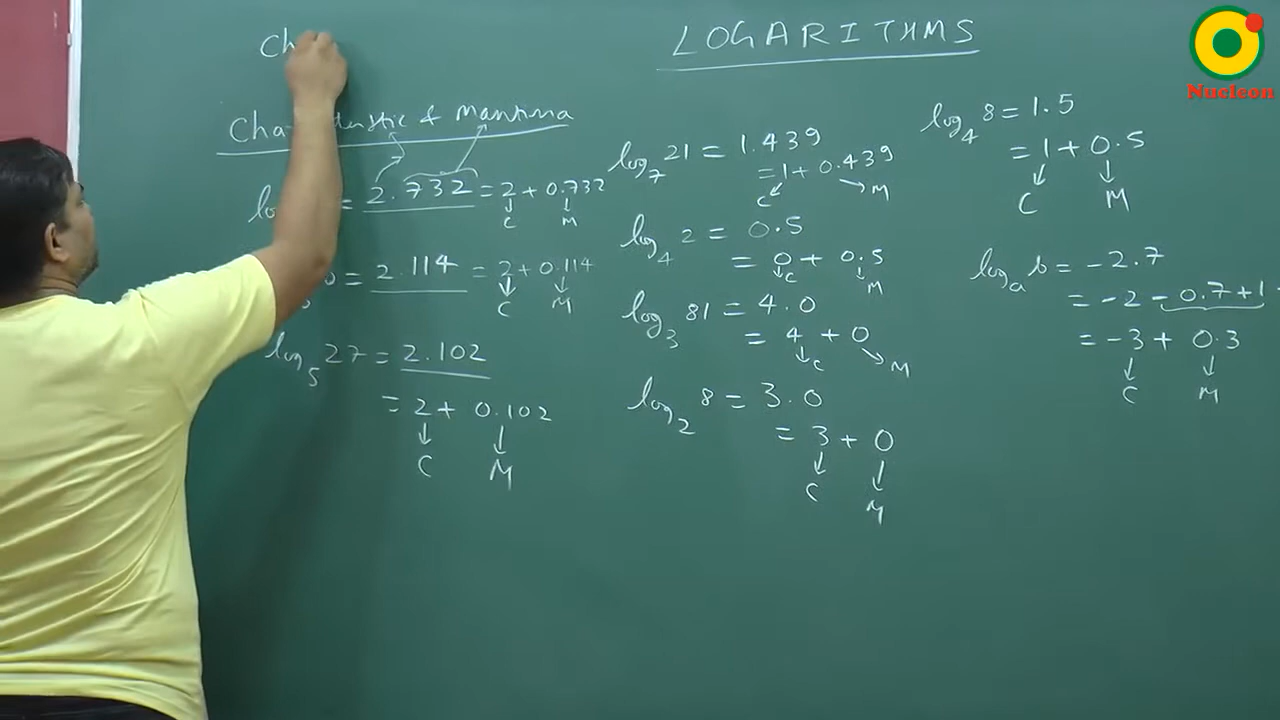 LOGARITHMS
Nucleon
Ch
& Mantissa
= 2.732 = 2 + 0.732
C M
= 2.114 = 2 + 0.114
C M
log₅ 27 = 2.102
= 2 + 0.102
C M
log₇ 21 = 1.439
= 1 + 0.439
C M
log₄ 2 = 0.5
= 0 + 0.5
C M
log₃ 81 = 4.0
= 4 + 0
C M
log₂ 8 = 3.0
= 3 + 0
C M
log₄ 8 = 1.5
= 1 + 0.5
C M
logₐ b = -2.7
= -2 - 0.7 + 1 -
= -3 + 0.3
C M